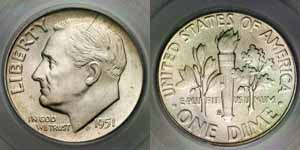 LIBERTY
IN GOD
WE TRUST
1951
UNITED STATES OF AMERICA
E PLURIBUS UNUM
ONE DIME